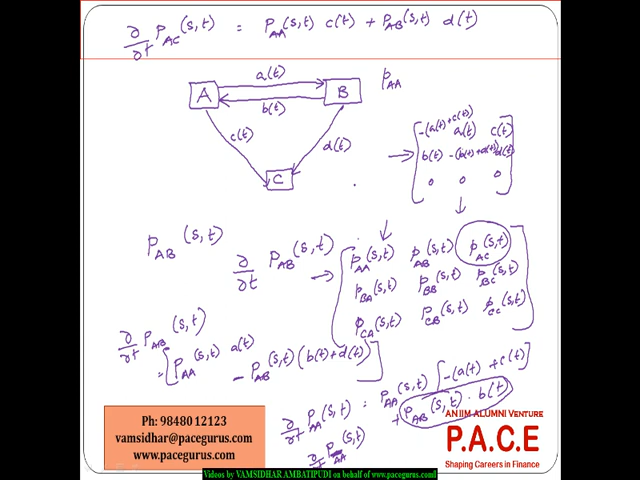 ∂/∂t P_AC(s,t) = P_AA(s,t) c(t) + P_AB(s,t) d(t)
A a(t) B P_AA
b(t)
c(t) d(t)
C
-(a(t)+c(t)) a(t) c(t)
b(t) -(b(t)+d(t)) d(t)
0 0 0
P_AB(s,t)
∂/∂t P_AB(s,t)
P_AA(s,t) P_AB(s,t) P_AC(s,t)
P_BA(s,t) P_BB(s,t) P_BC(s,t)
P_CA(s,t) P_CB(s,t) P_CC(s,t)
∂/∂t P_AB(s,t)
= [P_AA(s,t) a(t)
- P_AB(s,t) (b(t)+d(t))]
∂/∂t P_AA(s,t) = P_AA(s,t) [-(a(t)+c(t)]
+ P_AB(s,t) · b(t)
∂/∂t P_AA(s,t)
Ph: 9848012123
vamsidhar@pacegurus.com
www.pacegurus.com
AN IIM ALUMNI VENTURE
P.A.C.E
Shaping Careers in Finance
Videos by VAMSIDHAR AMBATIPUDI on behalf of www.pacegurus.com\